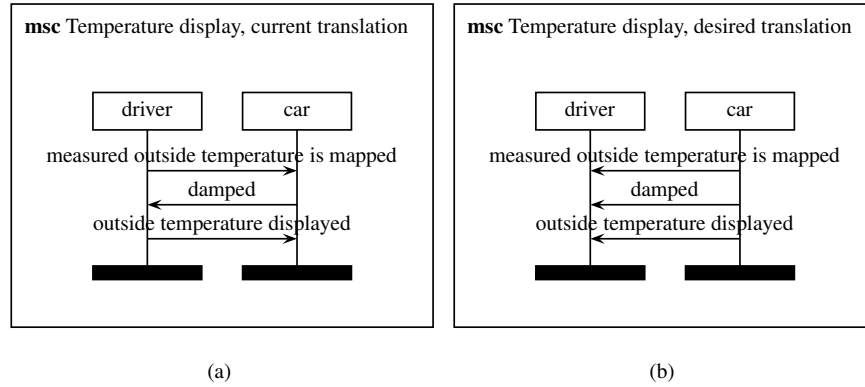 msc Temperature display, current translation
driver
car
measured outside temperature is mapped
damped
outside temperature displayed
(a)
msc Temperature display, desired translation
driver
car
measured outside temperature is mapped
damped
outside temperature displayed
(b)